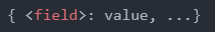 { <field>: value, ...}